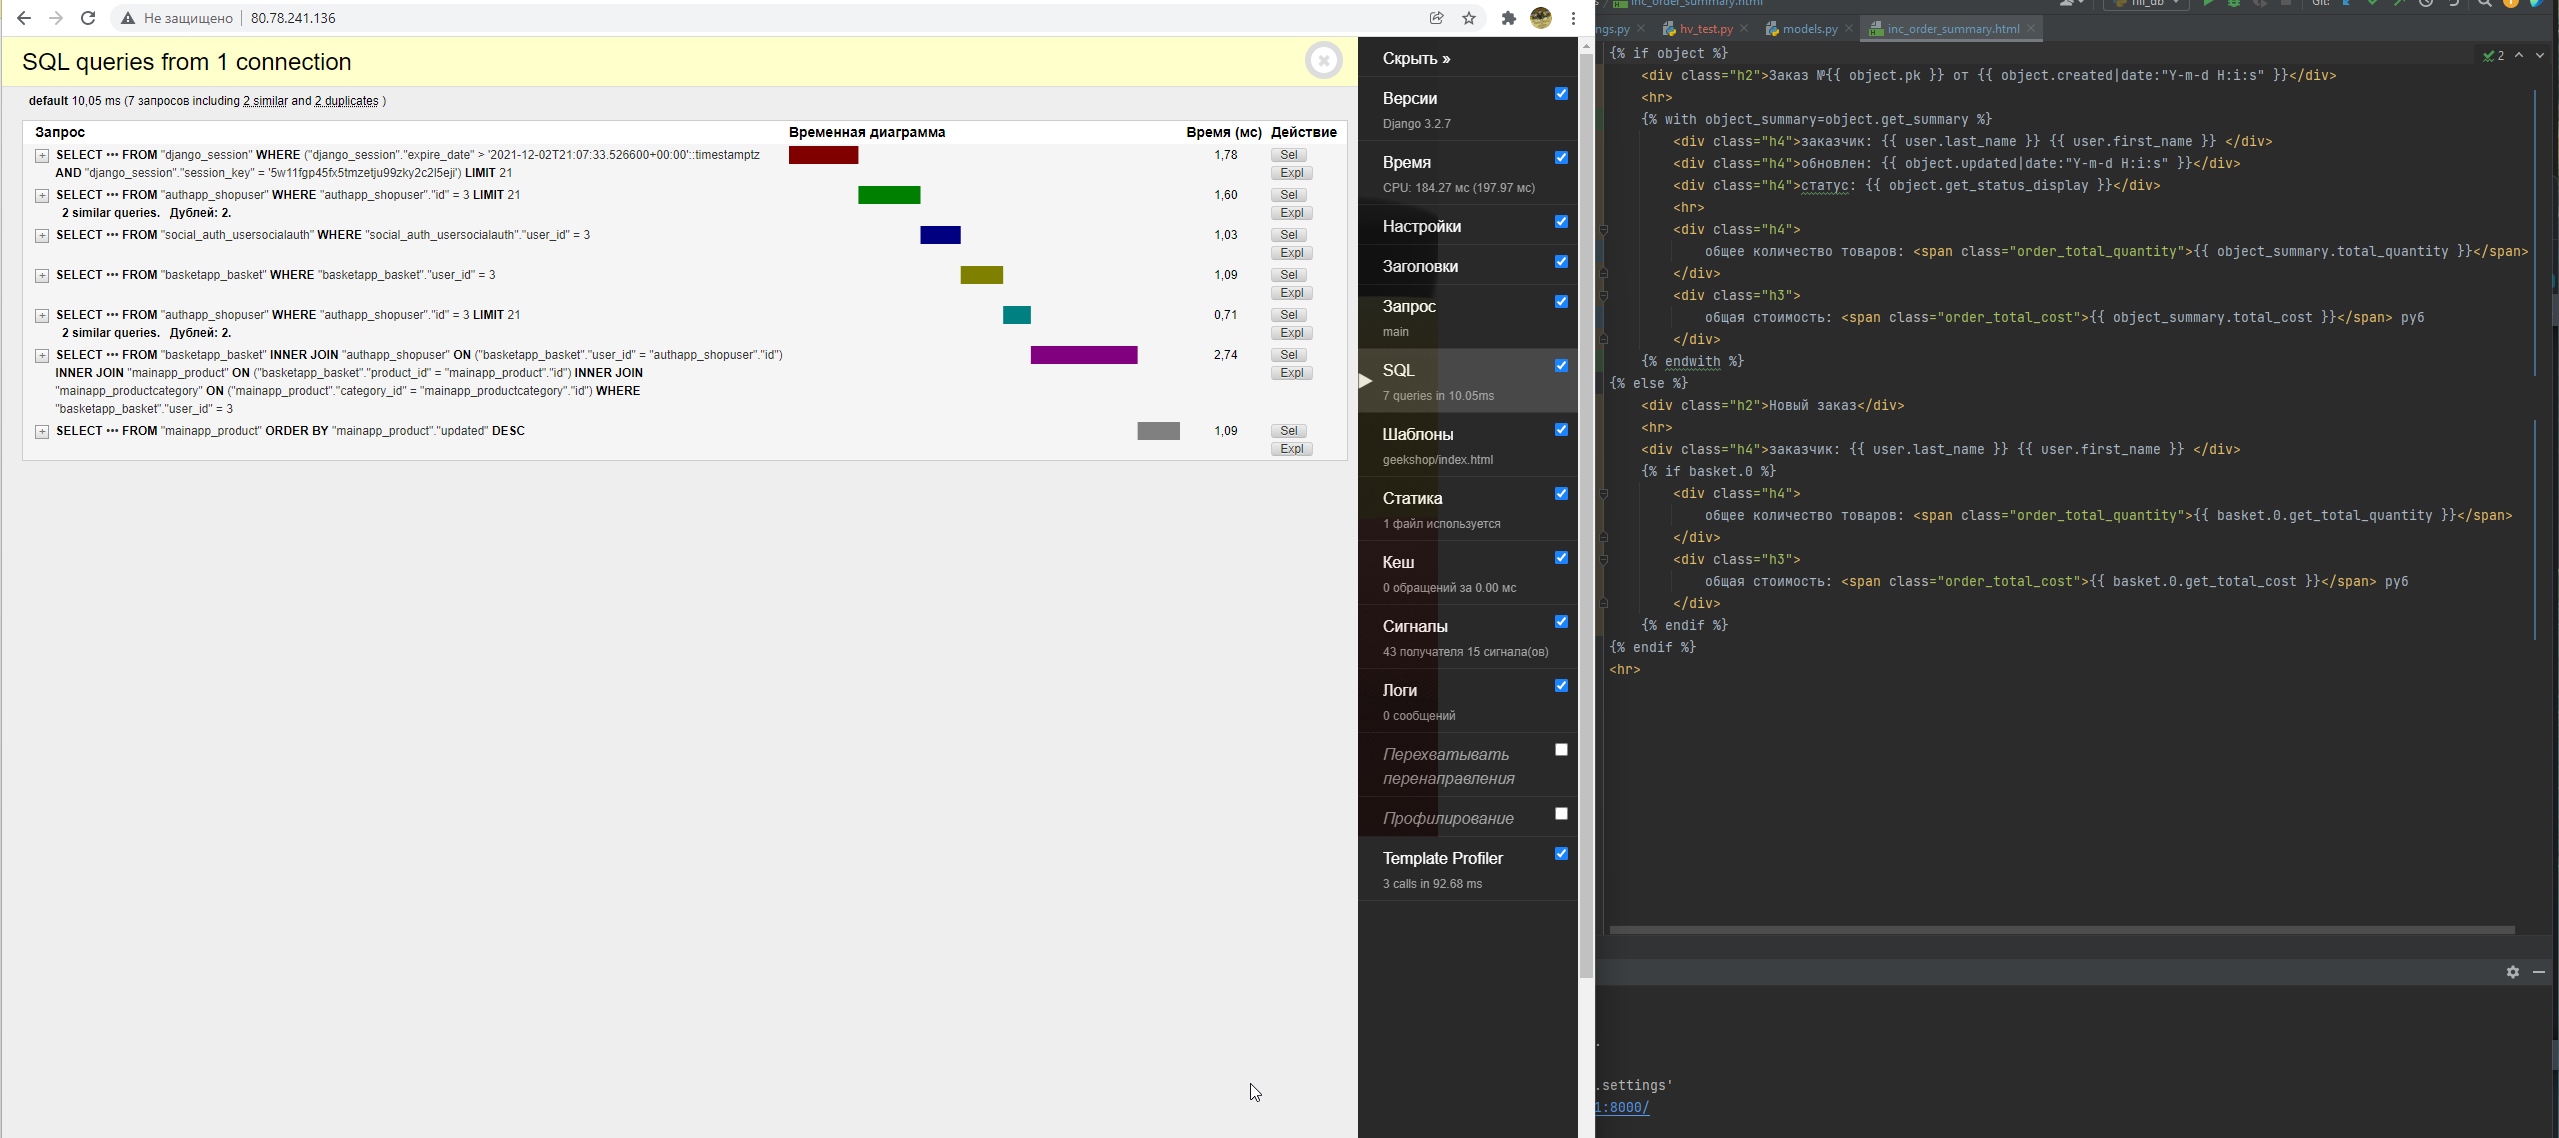 Не защищено 80.78.241.136
SQL queries from 1 connection
default 10,05 ms (7 запросов including 2 similar and 2 duplicates )
Запрос Временная диаграмма Время (мс) Действие
SELECT ••• FROM "django_session" WHERE ("django_session"."expire_date" > '2021-12-02T21:07:33.526600+00:00'::timestamptz 1,78 Sel
AND "django_session"."session_key" = '5w11fgp45fx5tmzetju99zky2c2l5eji') LIMIT 21 Expl
SELECT ••• FROM "authapp_shopuser" WHERE "authapp_shopuser"."id" = 3 LIMIT 21 1,60 Sel
2 similar queries. Дублей: 2. Expl
SELECT ••• FROM "social_auth_usersocialauth" WHERE "social_auth_usersocialauth"."user_id" = 3 1,03 Sel
Expl
SELECT ••• FROM "basketapp_basket" WHERE "basketapp_basket"."user_id" = 3 1,09 Sel
Expl
SELECT ••• FROM "authapp_shopuser" WHERE "authapp_shopuser"."id" = 3 LIMIT 21 0,71 Sel
2 similar queries. Дублей: 2. Expl
SELECT ••• FROM "basketapp_basket" INNER JOIN "authapp_shopuser" ON ("basketapp_basket"."user_id" = "authapp_shopuser"."id") 2,74 Sel
INNER JOIN "mainapp_product" ON ("basketapp_basket"."product_id" = "mainapp_product"."id") INNER JOIN Expl
"mainapp_productcategory" ON ("mainapp_product"."category_id" = "mainapp_productcategory"."id") WHERE
"basketapp_basket"."user_id" = 3
SELECT ••• FROM "mainapp_product" ORDER BY "mainapp_product"."updated" DESC 1,09 Sel
Expl
Скрыть »
Версии
Django 3.2.7
Время
CPU: 184.27 мс (197.97 мс)
Настройки
Заголовки
Запрос
main
SQL
7 queries in 10.05ms
Шаблоны
geekshop/index.html
Статика
1 файл используется
Кеш
0 обращений за 0.00 мс
Сигналы
43 получателя 15 сигнала(ов)
Логи
0 сообщений
Перехватывать
перенаправления
Профилирование
Template Profiler
3 calls in 92.68 ms
inc_order_summary.html Git:
ngs.py hv_test.py models.py inc_order_summary.html
2
{% if object %}
<div class="h2">Заказ №{{ object.pk }} от {{ object.created|date:"Y-m-d H:i:s" }}</div>
<hr>
{% with object_summary=object.get_summary %}
<div class="h4">заказчик: {{ user.last_name }} {{ user.first_name }} </div>
<div class="h4">обновлен: {{ object.updated|date:"Y-m-d H:i:s" }}</div>
<div class="h4">статус: {{ object.get_status_display }}</div>
<hr>
<div class="h4">
общее количество товаров: <span class="order_total_quantity">{{ object_summary.total_quantity }}</span>
</div>
<div class="h3">
общая стоимость: <span class="order_total_cost">{{ object_summary.total_cost }}</span> руб
</div>
{% endwith %}
{% else %}
<div class="h2">Новый заказ</div>
<hr>
<div class="h4">заказчик: {{ user.last_name }} {{ user.first_name }} </div>
{% if basket.0 %}
<div class="h4">
общее количество товаров: <span class="order_total_quantity">{{ basket.0.get_total_quantity }}</span>
</div>
<div class="h3">
общая стоимость: <span class="order_total_cost">{{ basket.0.get_total_cost }}</span> руб
</div>
{% endif %}
{% endif %}
<hr>
.
.settings'
1:8000/